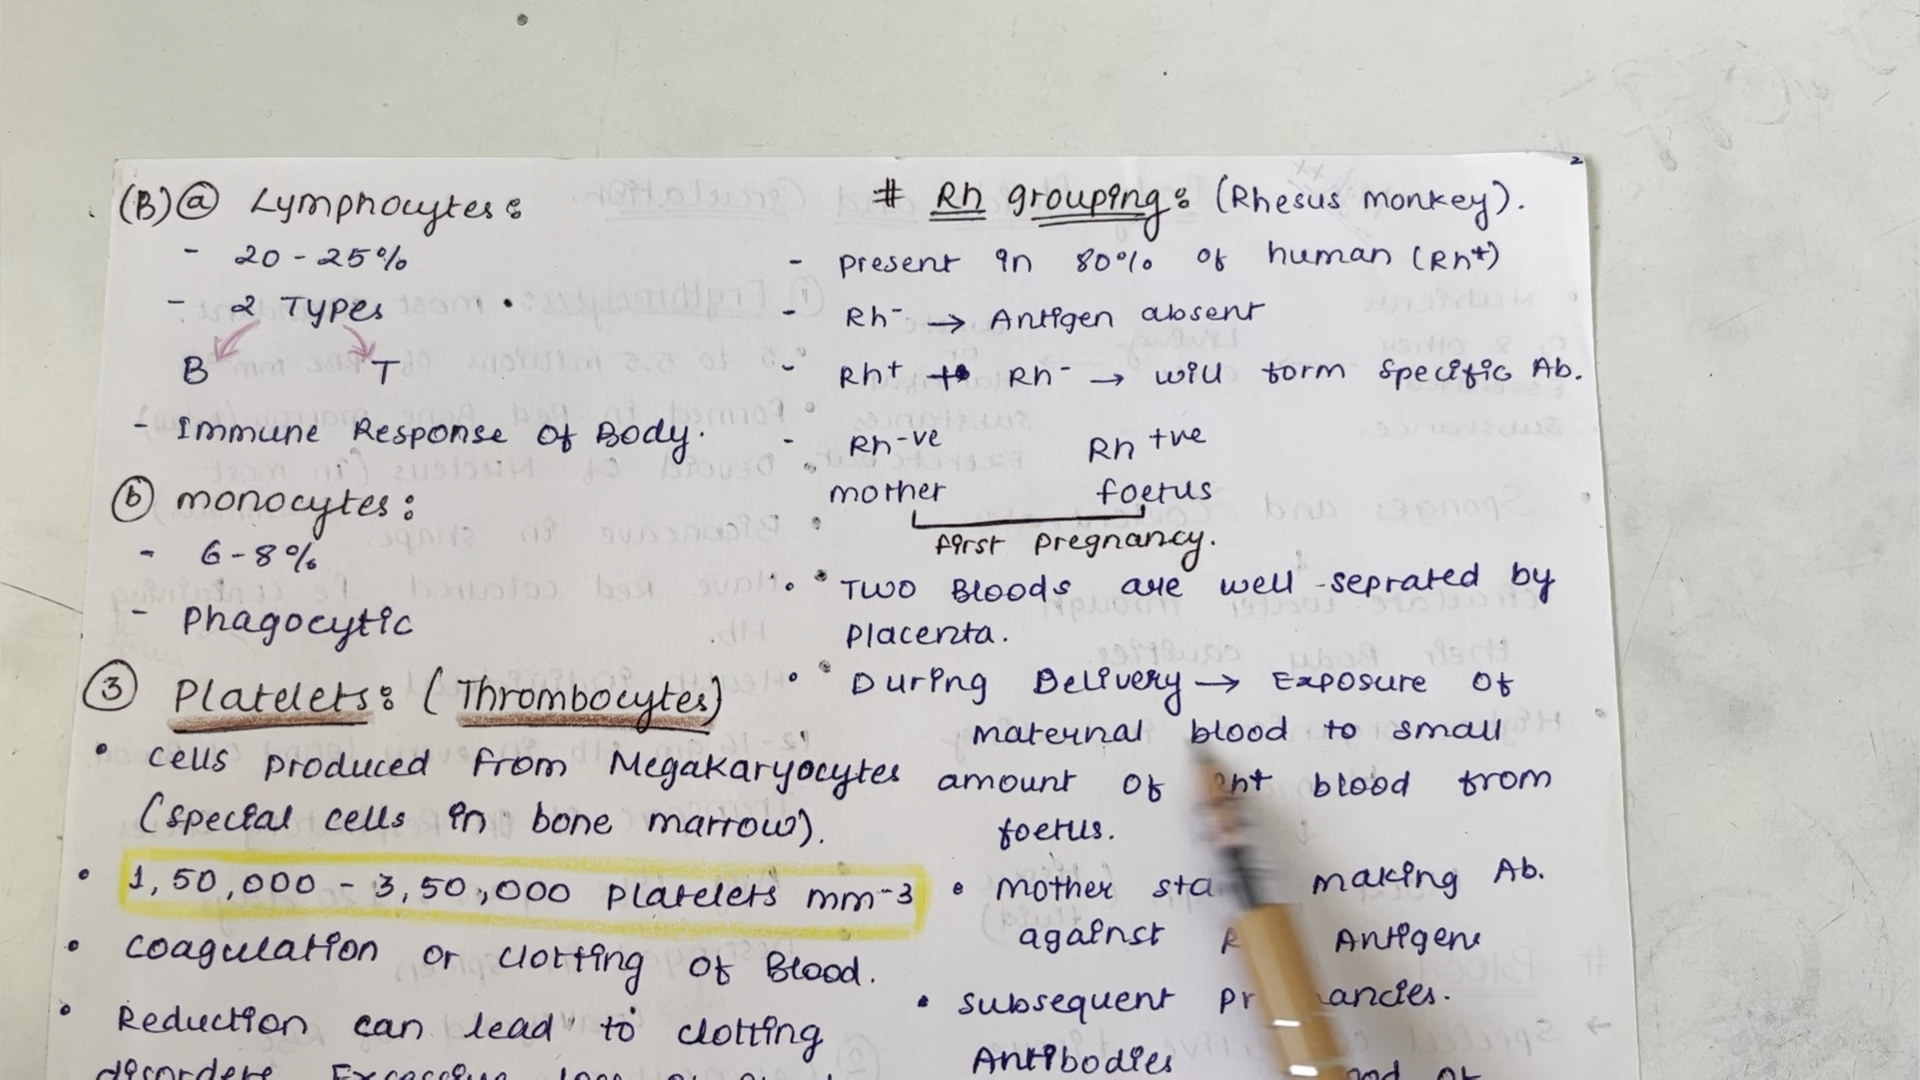 2
(B) ⓐ Lymphocytes:
- 20 - 25%
- 2 Types
B T
- Immune Response of Body.
ⓑ monocytes:
- 6-8%
- Phagocytic
③ Platelets: (Thrombocytes)
• cells produced from Megakaryocytes
(special cells in bone marrow).
• 1,50,000 - 3,50,000 platelets mm-3
• coagulation or clotting of Blood.
• Reduction can lead to clotting
# Rh grouping: (Rhesus monkey).
- present in 80% of human (Rh+)
- Rh- → Antigen absent
- Rh+ Rh- → will form specific Ab.
- Rh-ve Rh +ve
mother foetus
first pregnancy.
• Two Bloods are well seprated by
placenta.
• During Delivery → Exposure of
maternal blood to small
amount of blood from
foetus.
• mother making Ab.
against Antigens
• subsequent
Antibodies